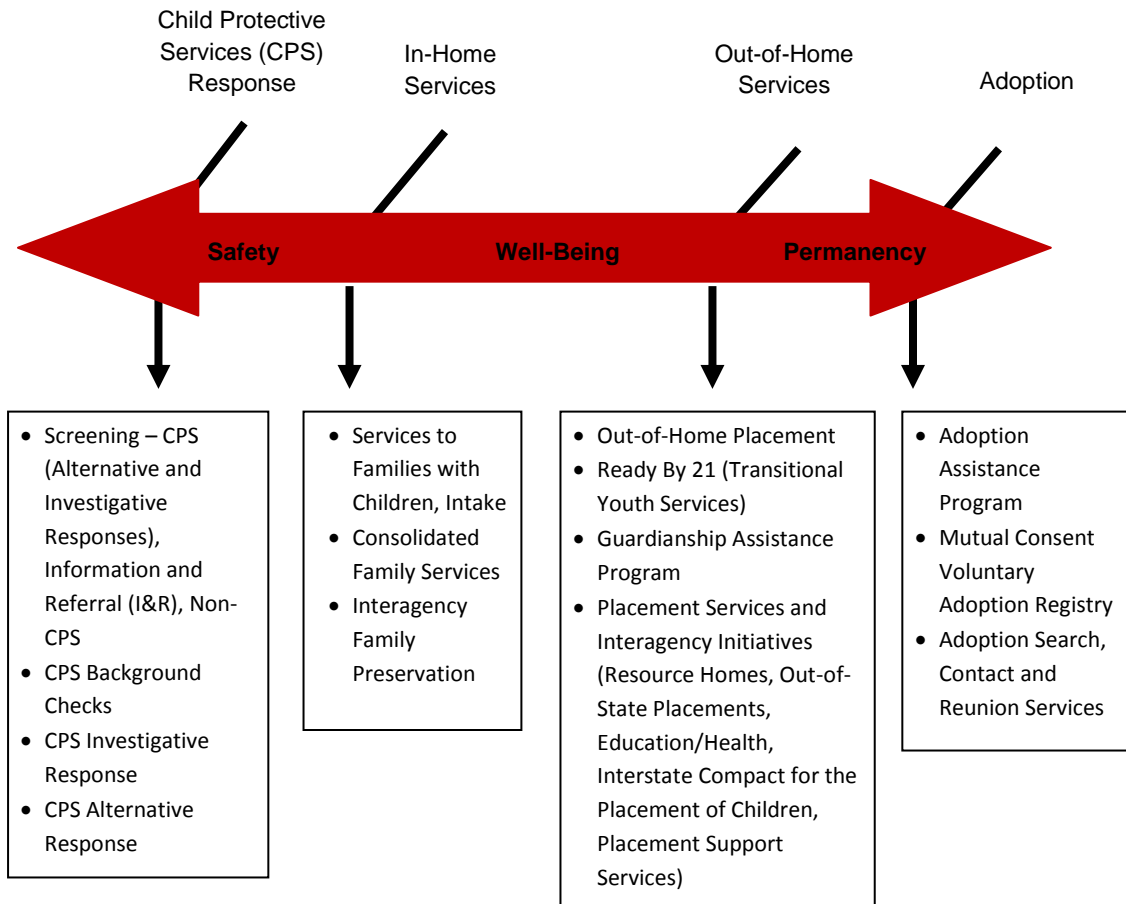 Child Protective
Services (CPS)
Response
In-Home
Services
Out-of-Home
Services
Adoption
Safety
Well-Being
Permanency
• Screening – CPS
(Alternative and
Investigative
Responses),
Information and
Referral (I&R), Non-
CPS
• CPS Background
Checks
• CPS Investigative
Response
• CPS Alternative
Response
• Services to
Families with
Children, Intake
• Consolidated
Family Services
• Interagency
Family
Preservation
• Out-of-Home Placement
• Ready By 21 (Transitional
Youth Services)
• Guardianship Assistance
Program
• Placement Services and
Interagency Initiatives
(Resource Homes, Out-of-
State Placements,
Education/Health,
Interstate Compact for the
Placement of Children,
Placement Support
Services)
• Adoption
Assistance
Program
• Mutual Consent
Voluntary
Adoption Registry
• Adoption Search,
Contact and
Reunion Services